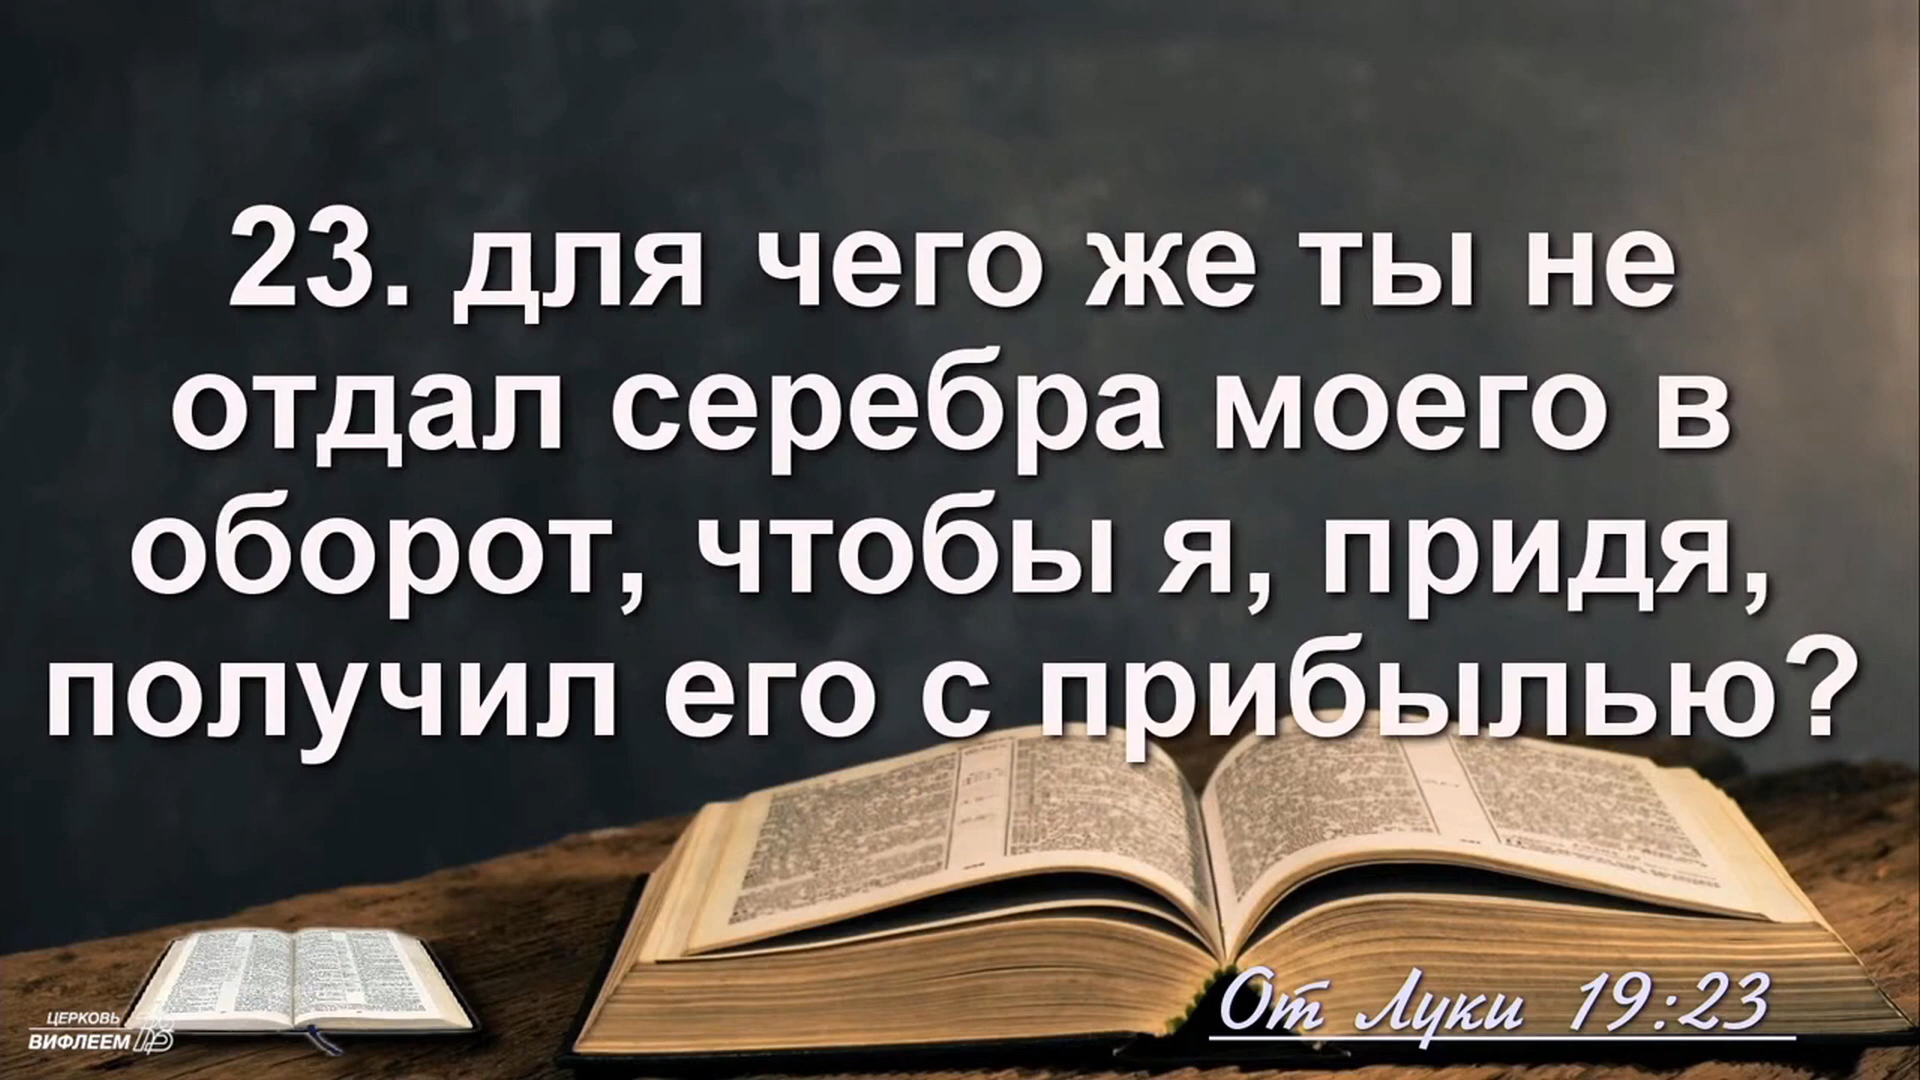 23. для чего же ты не
отдал серебра моего в
оборот, чтобы я, придя,
получил его с прибылью?
От Луки 19:23
ЦЕРКОВЬ
ВИФЛЕЕМ